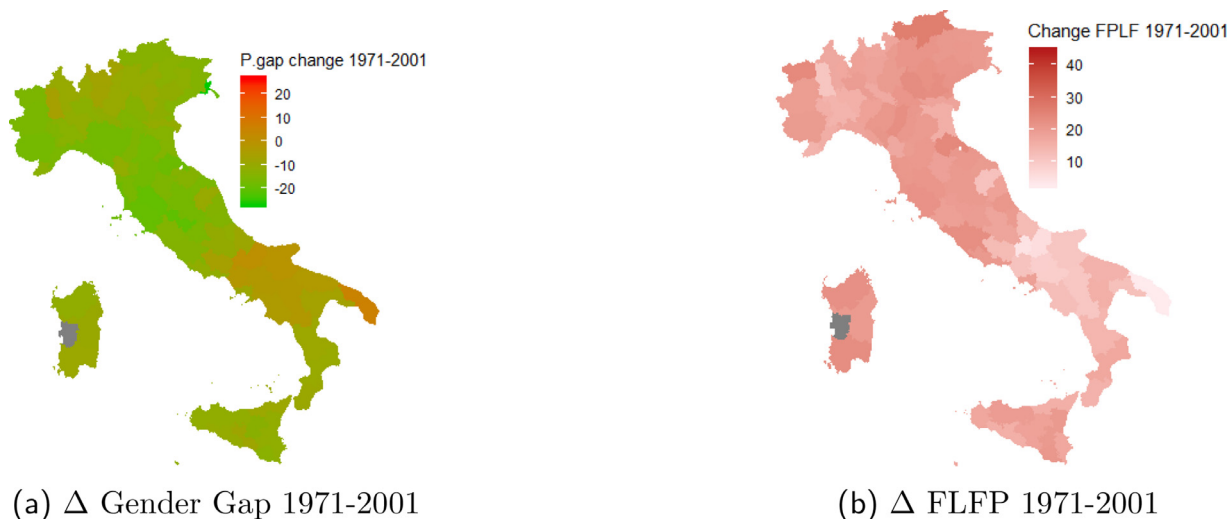 P.gap change 1971-2001
20
10
0
-10
-20
Change FPLF 1971-2001
40
30
20
10
(a) Δ Gender Gap 1971-2001
(b) Δ FLFP 1971-2001